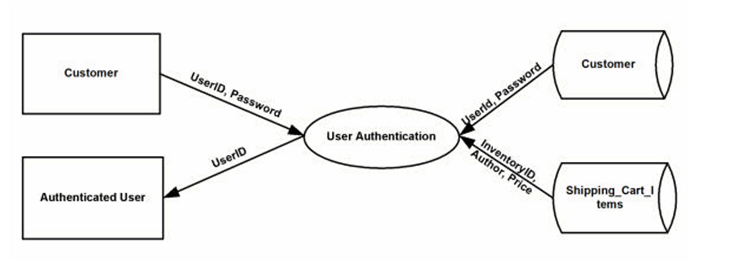 Customer
UserID, Password
User Authentication
UserID
Authenticated User
Customer
UserId, Password
InventoryID,
Author, Price
Shipping_Cart_I
tems